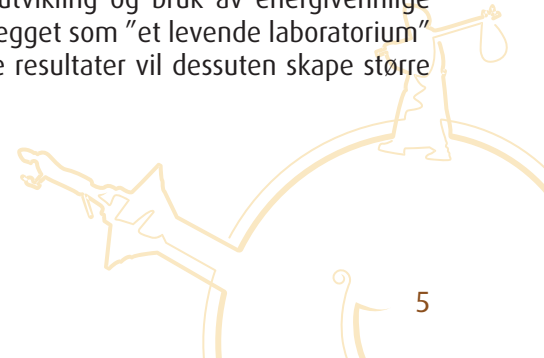 utvikling og bruk av energivennlige
egget som ”et levende laboratorium”
e resultater vil dessuten skape større
5